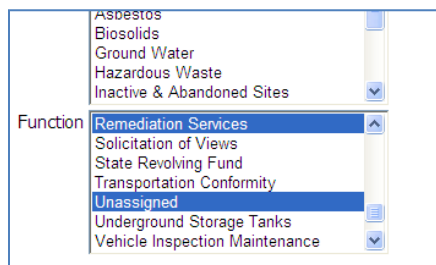 Asbestos
Biosolids
Ground Water
Hazardous Waste
Inactive & Abandoned Sites
Function Remediation Services
Solicitation of Views
State Revolving Fund
Transportation Conformity
Unassigned
Underground Storage Tanks
Vehicle Inspection Maintenance